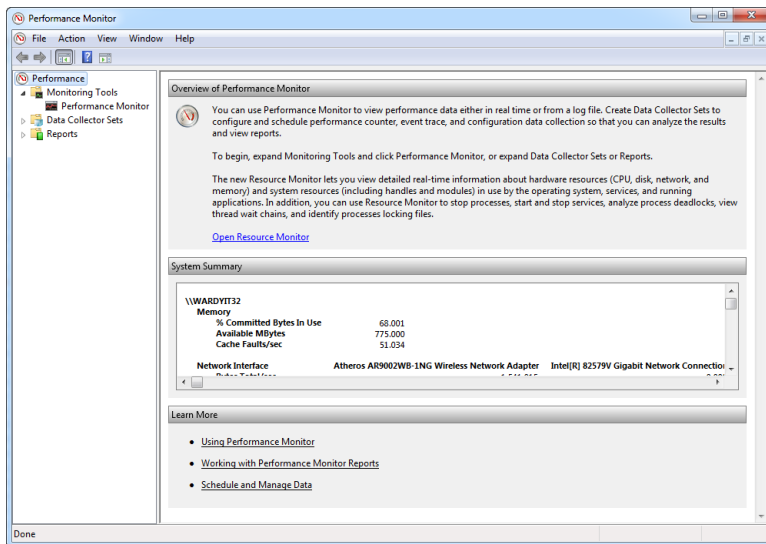 Performance Monitor
File Action View Window Help
Performance
Monitoring Tools
Performance Monitor
Data Collector Sets
Reports
Overview of Performance Monitor
You can use Performance Monitor to view performance data either in real time or from a log file. Create Data Collector Sets to
configure and schedule performance counter, event trace, and configuration data collection so that you can analyze the results
and view reports.
To begin, expand Monitoring Tools and click Performance Monitor, or expand Data Collector Sets or Reports.
The new Resource Monitor lets you view detailed real-time information about hardware resources (CPU, disk, network, and
memory) and system resources (including handles and modules) in use by the operating system, services, and running
applications. In addition, you can use Resource Monitor to stop processes, start and stop services, analyze process deadlocks, view
thread wait chains, and identify processes locking files.
Open Resource Monitor
System Summary
\\WARDYIT32
Memory
% Committed Bytes In Use 68.001
Available MBytes 775.000
Cache Faults/sec 51.034
Network Interface Atheros AR9002WB-1NG Wireless Network Adapter Intel[R] 82579V Gigabit Network Connection
Learn More
Using Performance Monitor
Working with Performance Monitor Reports
Schedule and Manage Data
Done